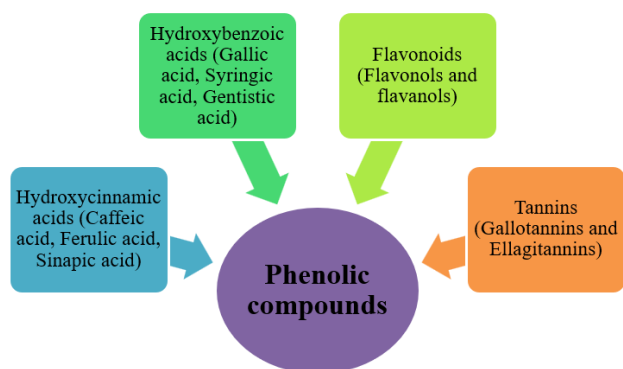 Hydroxybenzoic
acids (Gallic
acid, Syringic
acid, Gentistic
acid)
Flavonoids
(Flavonols and
flavanols)
Hydroxycinnamic
acids (Caffeic
acid, Ferulic acid,
Sinapic acid)
Tannins
(Gallotannins and
Ellagitannins)
Phenolic
compounds